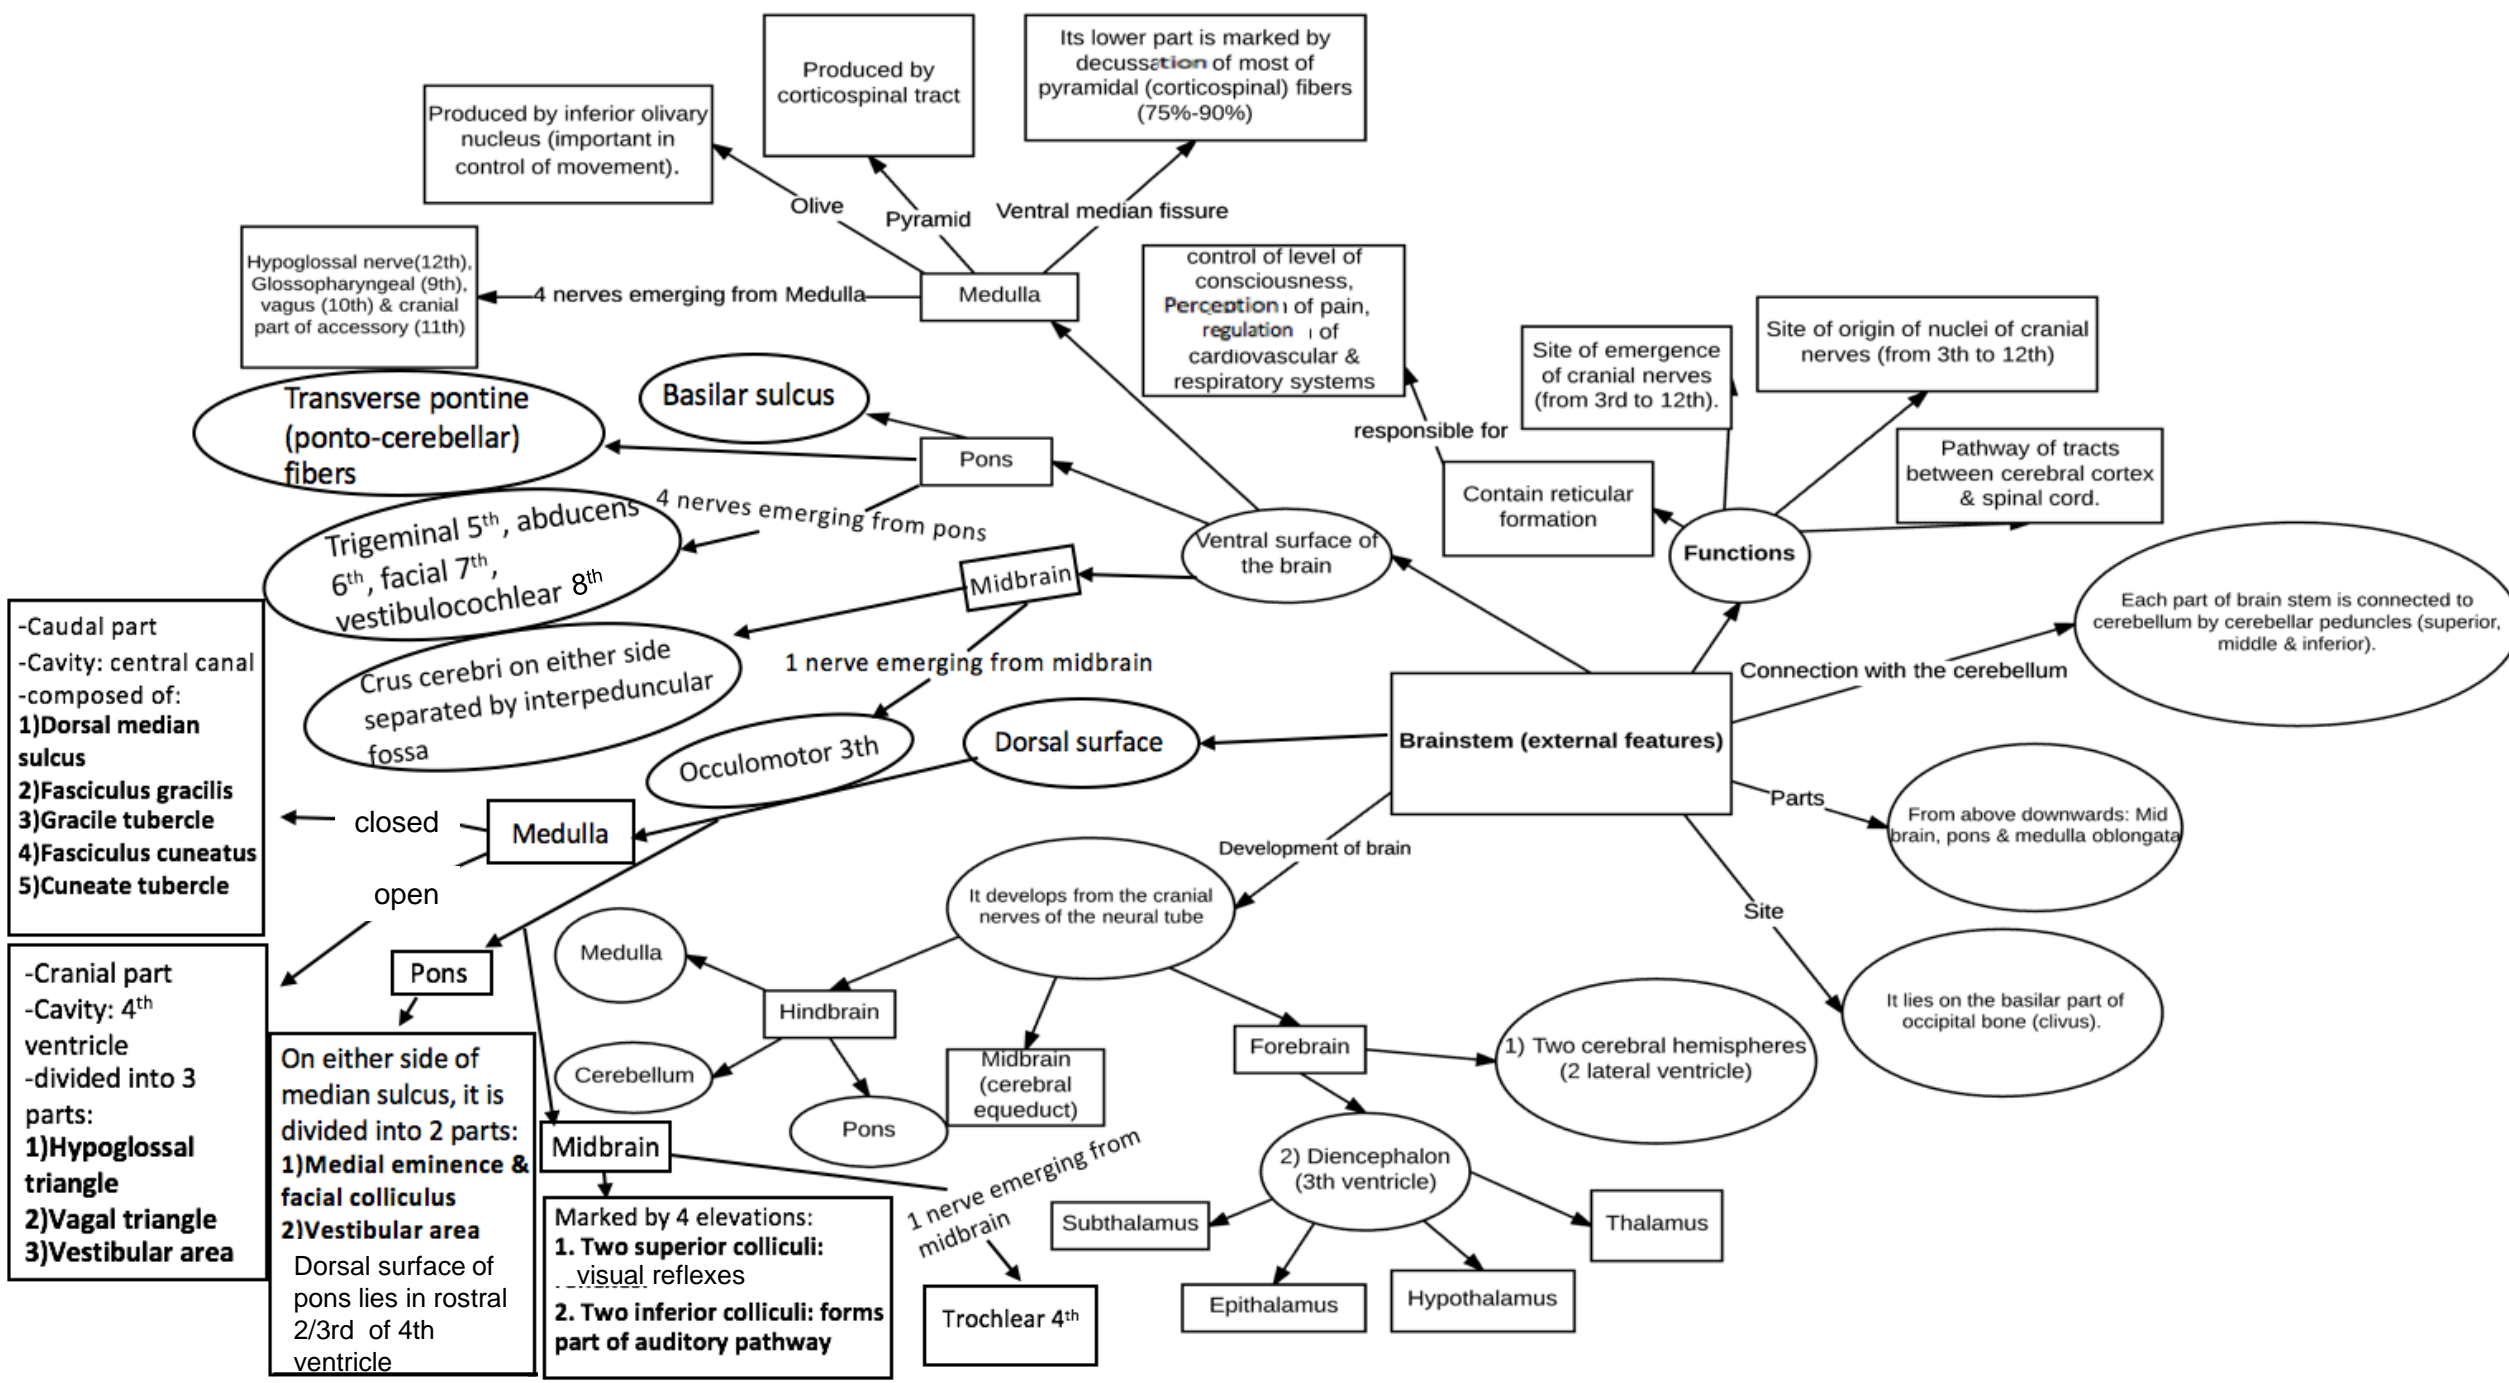 Its lower part is marked by
decussation of most of
pyramidal (corticospinal) fibers
(75%-90%)
Produced by
corticospinal tract
Produced by inferior olivary
nucleus (important in
control of movement).
Olive
Pyramid
Ventral median fissure
Hypoglossal nerve(12th),
Glossopharyngeal (9th),
vagus (10th) & cranial
part of accessory (11th)
4 nerves emerging from Medulla
Medulla
control of level of
consciousness,
Perception of pain,
regulation of
cardiovascular &
respiratory systems
Site of emergence
of cranial nerves
(from 3rd to 12th).
Site of origin of nuclei of cranial
nerves (from 3th to 12th)
Transverse pontine
(ponto-cerebellar)
fibers
Basilar sulcus
Pons
responsible for
Contain reticular
formation
Pathway of tracts
between cerebral cortex
& spinal cord.
Functions
4 nerves emerging from pons
Trigeminal 5th, abducens
6th, facial 7th,
vestibulocochlear 8th
Ventral surface of
the brain
Midbrain
Each part of brain stem is connected to
cerebellum by cerebellar peduncles (superior,
middle & inferior).
Connection with the cerebellum
Crus cerebri on either side
separated by interpeduncular
fossa
1 nerve emerging from midbrain
Occulomotor 3th
Dorsal surface
Brainstem (external features)
Parts
From above downwards: Mid
brain, pons & medulla oblongata
-Caudal part
-Cavity: central canal
-composed of:
1)Dorsal median
sulcus
2)Fasciculus gracilis
3)Gracile tubercle
4)Fasciculus cuneatus
5)Cuneate tubercle
closed
Medulla
open
Development of brain
It develops from the cranial
nerves of the neural tube
Site
It lies on the basilar part of
occipital bone (clivus).
-Cranial part
-Cavity: 4th
ventricle
-divided into 3
parts:
1)Hypoglossal
triangle
2)Vagal triangle
3)Vestibular area
Pons
On either side of
median sulcus, it is
divided into 2 parts:
1)Medial eminence &
facial colliculus
2)Vestibular area
Dorsal surface of
pons lies in rostral
2/3rd of 4th
ventricle
Medulla
Hindbrain
Cerebellum
Pons
Midbrain
(cerebral
equeduct)
Forebrain
1) Two cerebral hemispheres
(2 lateral ventricle)
2) Diencephalon
(3th ventricle)
Subthalamus
Epithalamus
Hypothalamus
Thalamus
Midbrain
1 nerve emerging from
midbrain
Marked by 4 elevations:
1. Two superior colliculi:
visual reflexes
2. Two inferior colliculi: forms
part of auditory pathway
Trochlear 4th